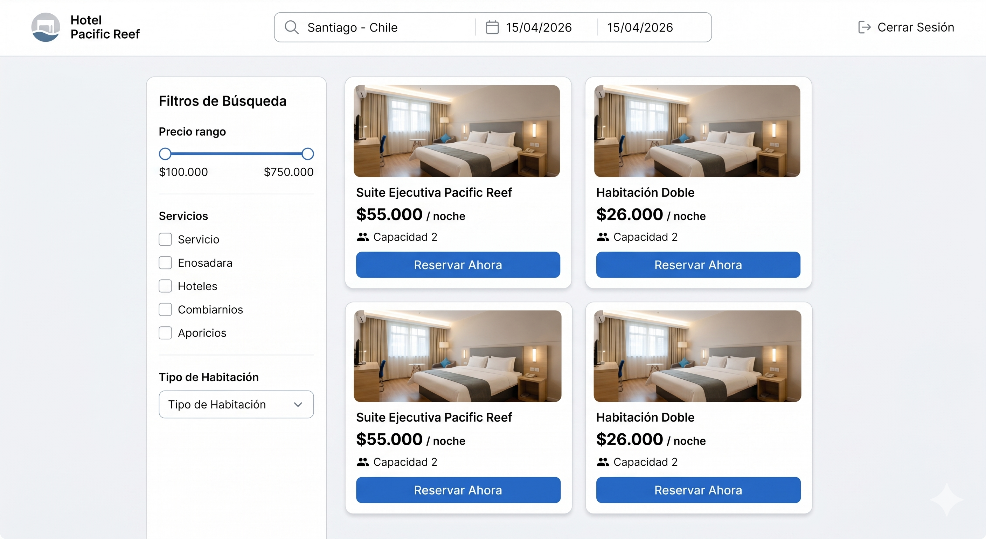 Hotel
Pacific Reef
Santiago - Chile
15/04/2026
15/04/2026
Cerrar Sesión
Filtros de Búsqueda
Precio rango
$100.000
$750.000
Servicios
Servicio
Enosadara
Hoteles
Combiarnios
Aporicios
Tipo de Habitación
Tipo de Habitación
Suite Ejecutiva Pacific Reef
$55.000 / noche
Capacidad 2
Reservar Ahora
Habitación Doble
$26.000 / noche
Capacidad 2
Reservar Ahora
Suite Ejecutiva Pacific Reef
$55.000 / noche
Capacidad 2
Reservar Ahora
Habitación Doble
$26.000 / noche
Capacidad 2
Reservar Ahora